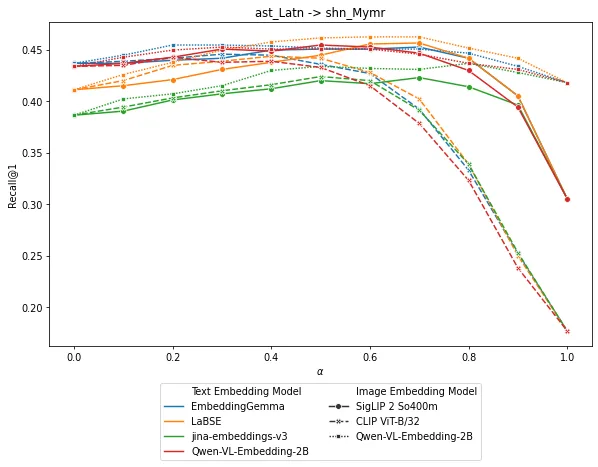 ast_Latn -> shn_Mymr
Recall@1
0.45
0.40
0.35
0.30
0.25
0.20
0.0 0.2 0.4 0.6 0.8 1.0
α
Text Embedding Model Image Embedding Model
EmbeddingGemma SigLIP 2 So400m
LaBSE CLIP ViT-B/32
jina-embeddings-v3 Qwen-VL-Embedding-2B
Qwen-VL-Embedding-2B